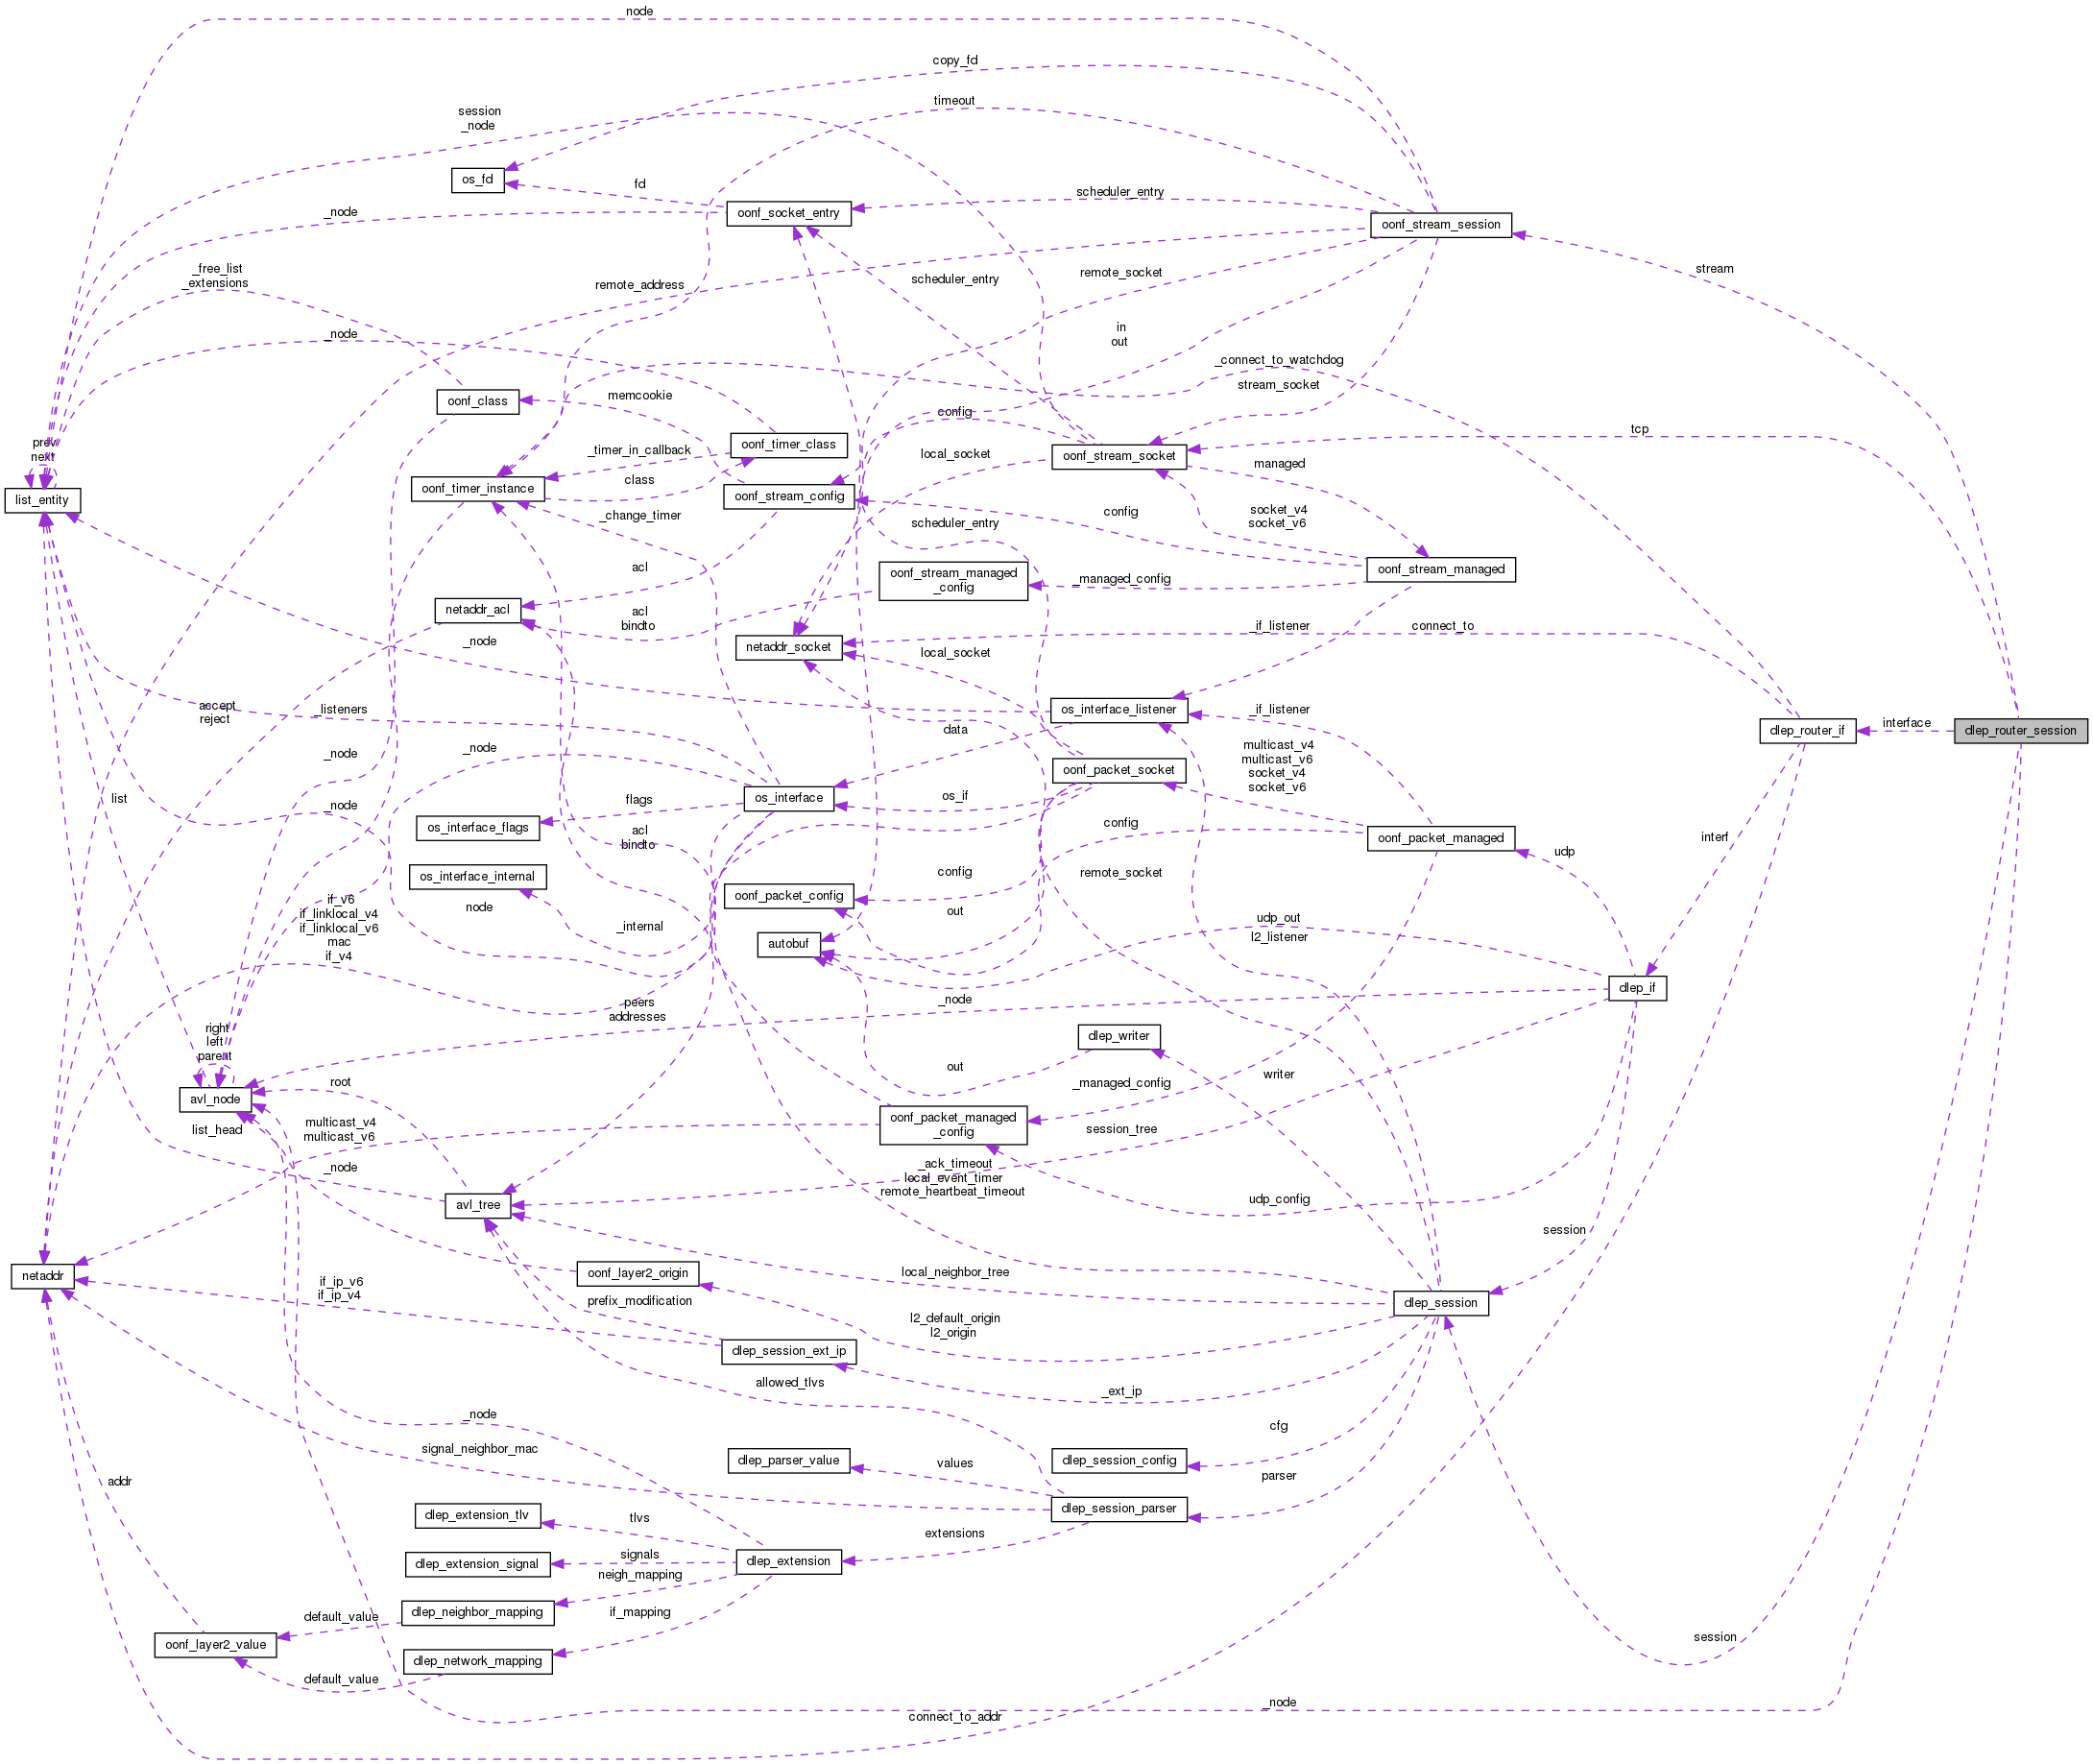 node
copy_fd
timeout
session
_node
os_fd
fd
scheduler_entry
_node
oonf_socket_entry
oonf_stream_session
_free_list
_extensions
remote_address
scheduler_entry
remote_socket
stream
_node
in
out
_connect_to_watchdog
stream_socket
oonf_class
memcookie
config
tcp
prev
next
oonf_timer_class
_timer_in_callback
local_socket
oonf_stream_socket
managed
list_entity
oonf_timer_instance
class
oonf_stream_config
_change_timer
scheduler_entry
config
socket_v4
socket_v6
acl
oonf_stream_managed
_config
_managed_config
oonf_stream_managed
netaddr_acl
acl
bindto
_node
netaddr_socket
local_socket
_if_listener
connect_to
accept
reject
_listeners
os_interface_listener
_if_listener
data
dlep_router_if
interface
dlep_router_session
_node
_node
oonf_packet_socket
multicast_v4
multicast_v6
socket_v4
socket_v6
list
_node
flags
os_interface
os_if
os_interface_flags
acl
bindto
config
oonf_packet_managed
interf
udp
os_interface_internal
oonf_packet_config
config
remote_socket
if_v6
if_linklocal_v4
if_linklocal_v6
mac
if_v4
node
_internal
autobuf
out
udp_out
l2_listener
dlep_if
peers
addresses
_node
right
left
parent
dlep_writer
out
writer
root
_managed_config
avl_node
list_head
multicast_v4
multicast_v6
oonf_packet_managed
_config
session_tree
_node
_ack_timeout
local_event_timer
remote_heartbeat_timeout
avl_tree
udp_config
session
netaddr
if_ip_v6
if_ip_v4
oonf_layer2_origin
local_neighbor_tree
prefix_modification
dlep_session
l2_default_origin
l2_origin
dlep_session_ext_ip
allowed_tlvs
_ext_ip
_node
cfg
signal_neighbor_mac
dlep_parser_value
values
dlep_session_config
parser
addr
dlep_extension_tlv
tlvs
dlep_session_parser
extensions
dlep_extension_signal
signals
dlep_extension
neigh_mapping
default_value
dlep_neighbor_mapping
if_mapping
oonf_layer2_value
session
default_value
dlep_network_mapping
_node
connect_to_addr